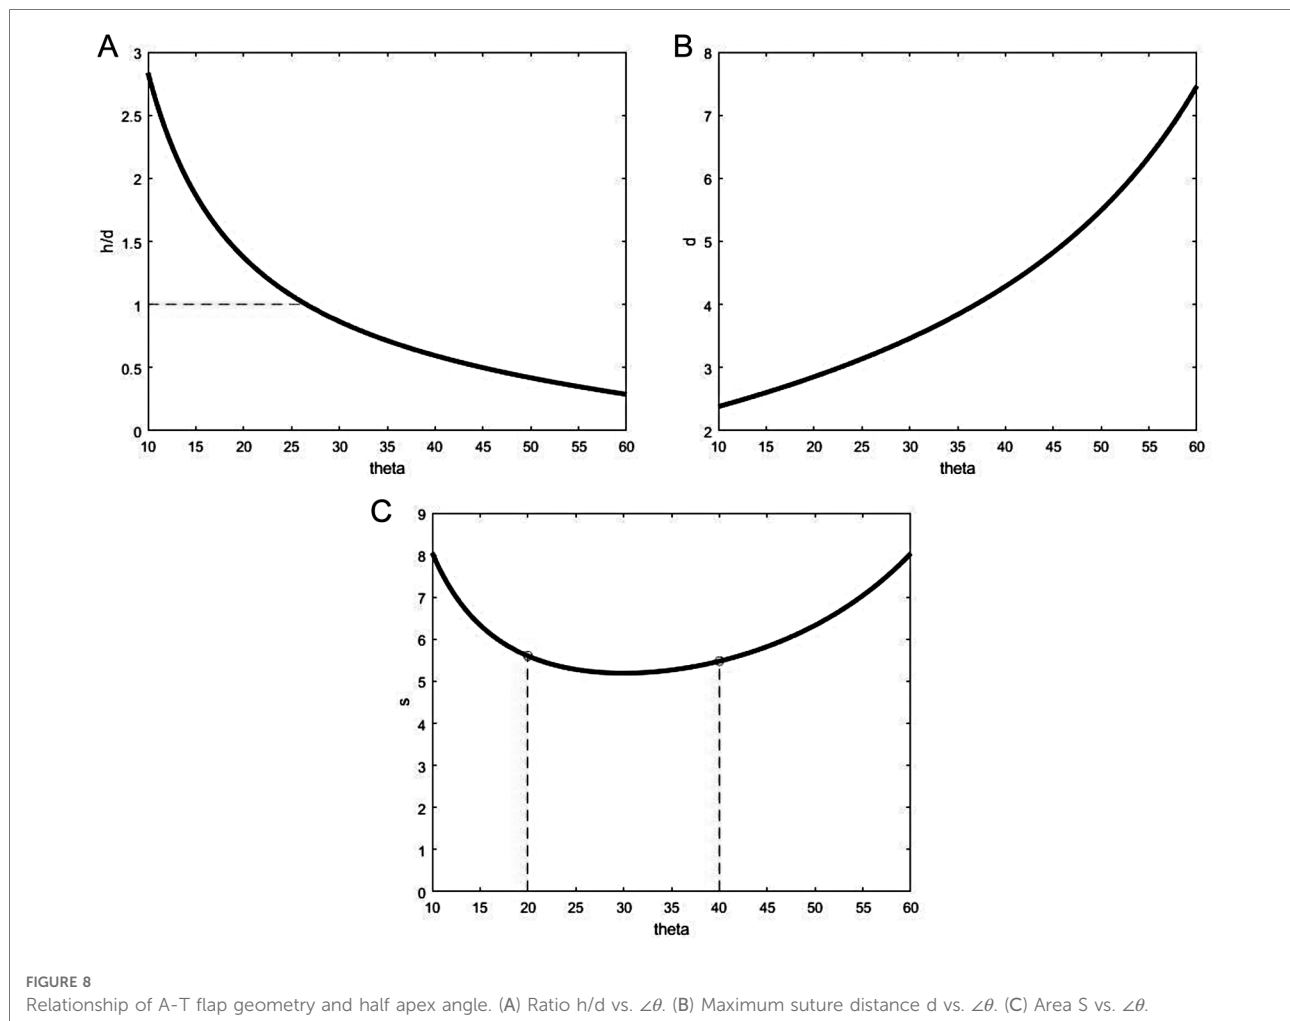 A
3
2.5
2
1.5
1
0.5
0
h/d
10 15 20 25 30 35 40 45 50 55 60
theta
B
8
7
6
5
4
3
2
d
10 15 20 25 30 35 40 45 50 55 60
theta
C
9
8
7
6
5
4
3
2
1
0
s
10 15 20 25 30 35 40 45 50 55 60
theta
FIGURE 8
Relationship of A-T flap geometry and half apex angle. (A) Ratio h/d vs. ∠θ. (B) Maximum suture distance d vs. ∠θ. (C) Area S vs. ∠θ.